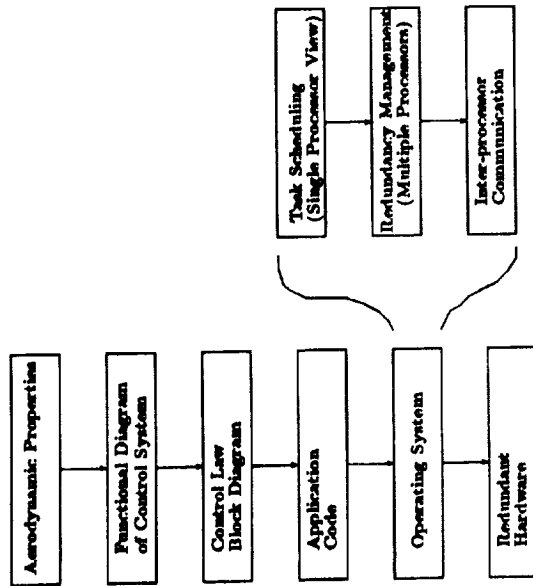 Aerodynamic Properties
Functional Diagram
of Control System
Control Law
Block Diagram
Application
Code
Operating System
Redundant
Hardware
Task Scheduling
(Single Processor View)
Redundancy Management
(Multiple Processors)
Inter-processor
Communication